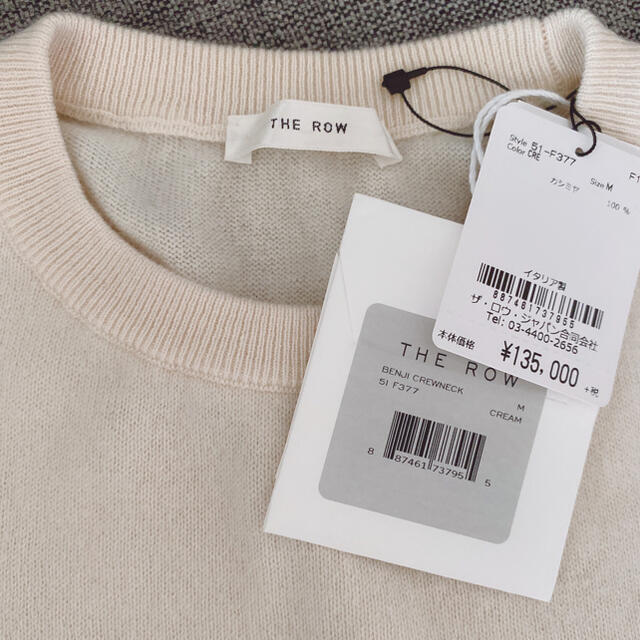 THE ROW
Style 51-F377
F1
Color CRE
Size M
カシミヤ
100 %
イタリア製
887461737955
ザ・ロウ・ジャパン合同会社
Tel: 03-4400-2656
本体価格
¥135,000
+税
THE ROW
BENJI CREWNECK
M
51 F377
CREAM
8 87461 73795 5